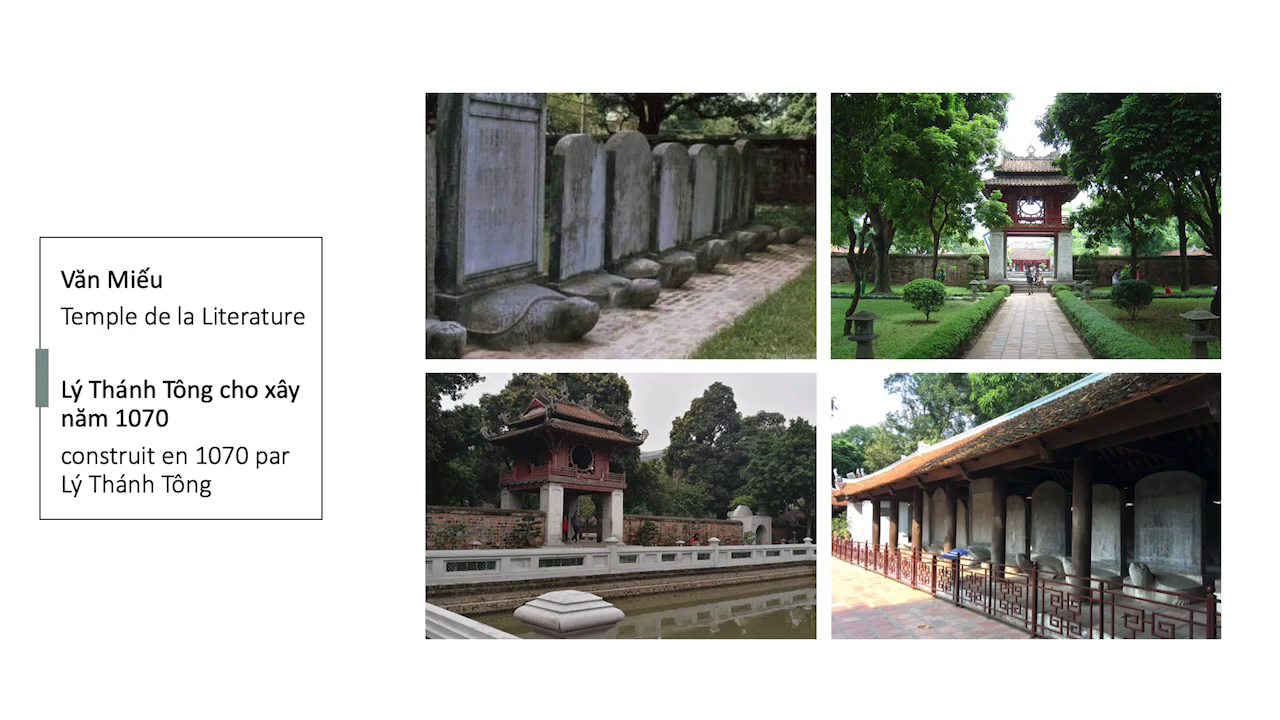 Văn Miếu
Temple de la Literature
Lý Thánh Tông cho xây
năm 1070
construit en 1070 par
Lý Thánh Tông